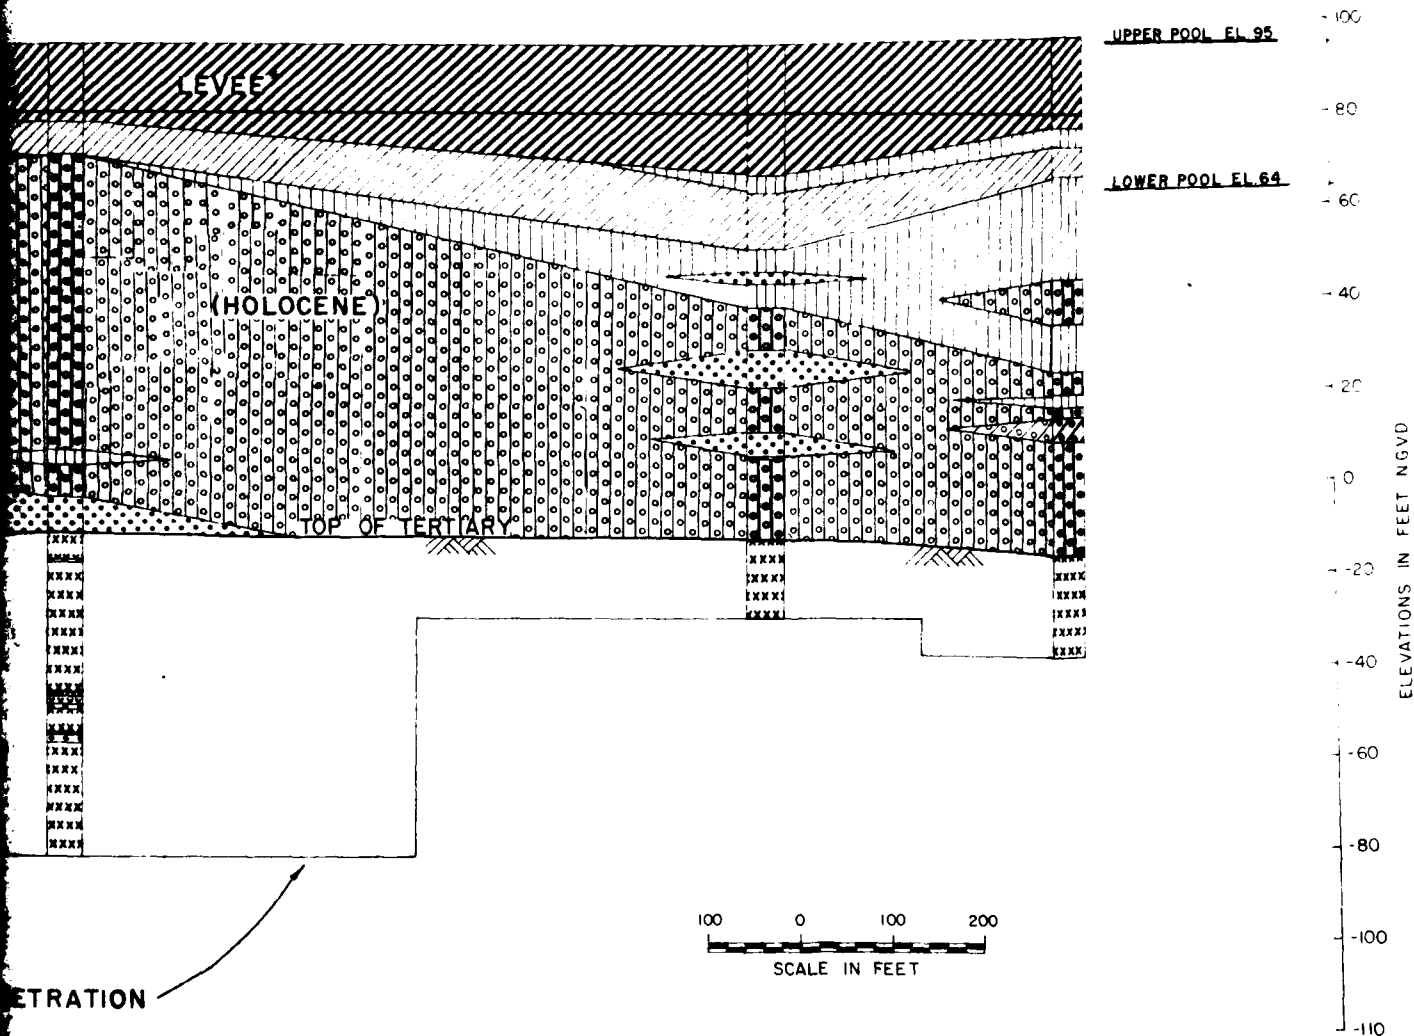 100
UPPER POOL EL. 95
LEVEE
80
LOWER POOL EL. 64
60
(HOLOCENE)
40
20
0
TOP OF TERTIARY
-20
-40
ELEVATIONS IN FEET NGVD
-60
-80
100 0 100 200
SCALE IN FEET
-100
ETRATION
-110